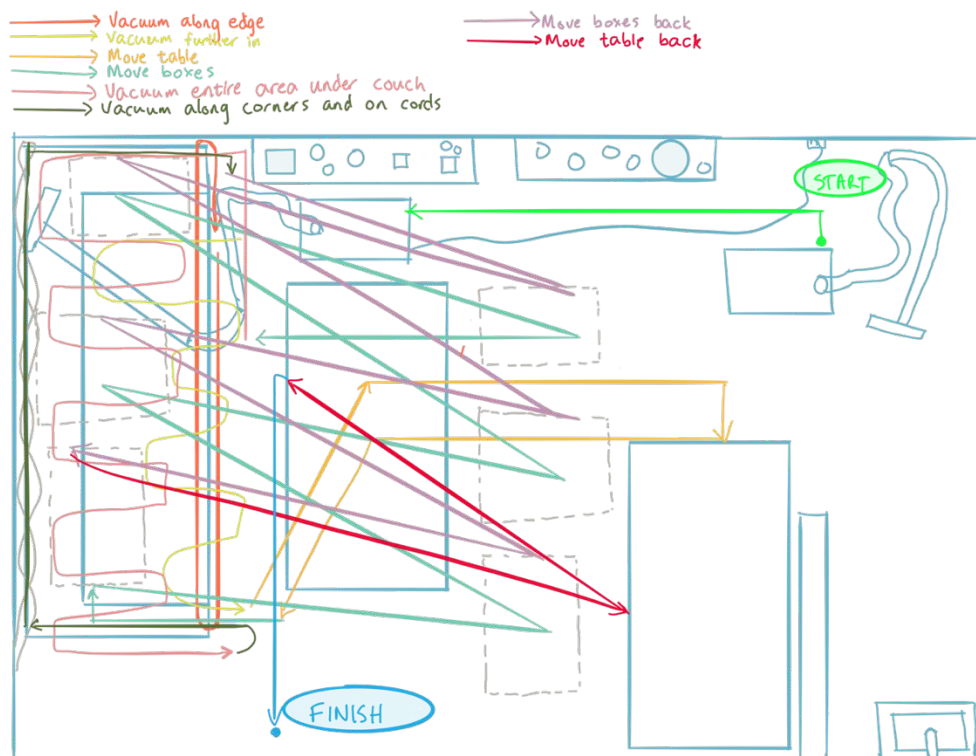 Vacuum along edge
Vacuum further in
Move table
Move boxes
Vacuum entire area under couch
Vacuum along corners and on cords
Move boxes back
Move table back
START
FINISH